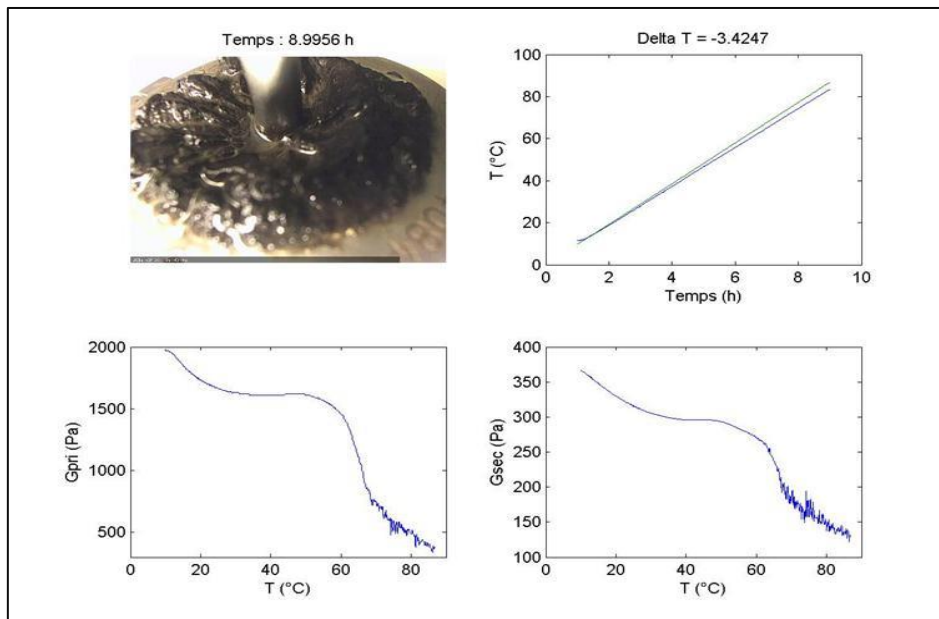 Temps : 8.9956 h
Delta T = -3.4247
T (°C)
100
80
60
40
20
0
0 2 4 6 8 10
Temps (h)
Gpri (Pa)
2000
1500
1000
500
0 20 40 60 80
T (°C)
Gsec (Pa)
400
350
300
250
200
150
100
0 20 40 60 80
T (°C)